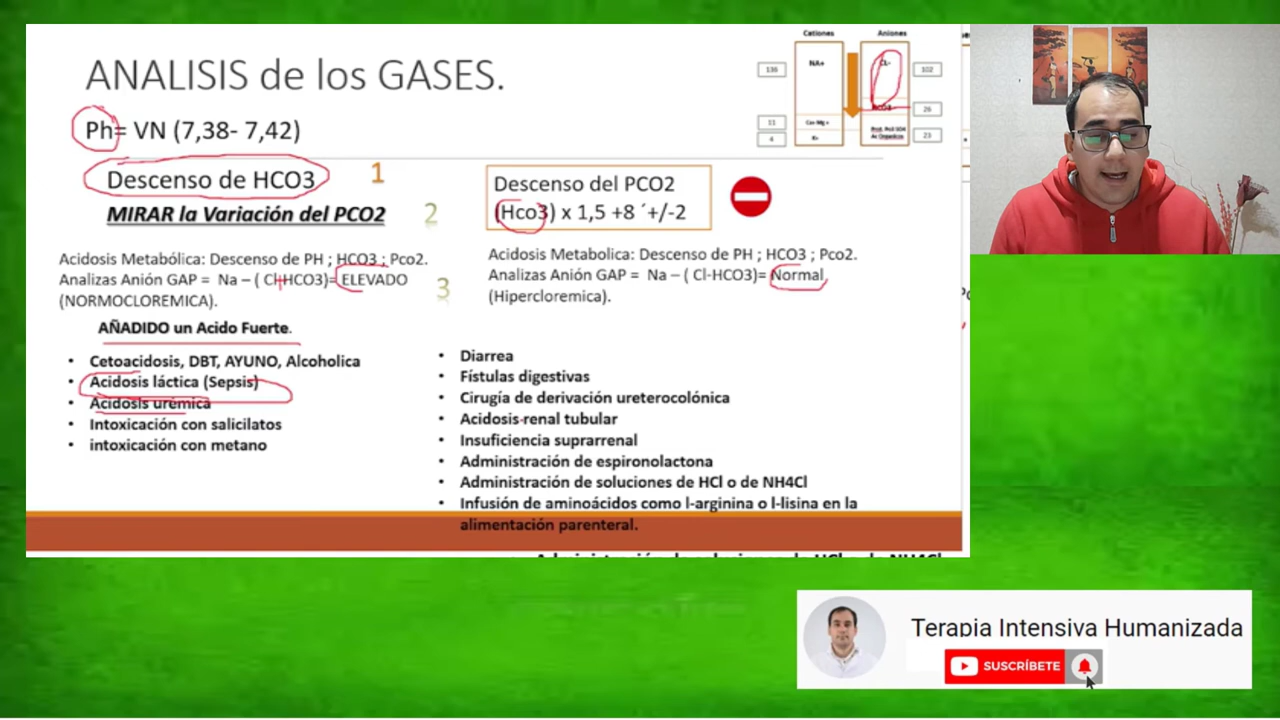 ANALISIS de los GASES.
Ph= VN (7,38- 7,42)
Descenso de HCO3
1
MIRAR la Variación del PCO2
2
Descenso del PCO2
(Hco3) x 1,5 +8 ´+/-2
Acidosis Metabólica: Descenso de PH ; HCO3 ; Pco2.
Analizas Anión GAP = Na – ( Cl+HCO3)= ELEVADO
(NORMOCLOREMICA).
3
Acidosis Metabolica: Descenso de PH ; HCO3 ; Pco2.
Analizas Anión GAP = Na – ( Cl-HCO3)= Normal
(Hipercloremica).
AÑADIDO un Acido Fuerte.
• Cetoacidosis, DBT, AYUNO, Alcoholica
• Acidosis láctica (Sepsis)
• Acidosis urémica
• Intoxicación con salicilatos
• intoxicación con metano
• Diarrea
• Fístulas digestivas
• Cirugía de derivación ureterocolónica
• Acidosis-renal tubular
• Insuficiencia suprarrenal
• Administración de espironolactona
• Administración de soluciones de HCl o de NH4Cl
• Infusión de aminoácidos como l-arginina o l-lisina en la
alimentación parenteral.
Cationes
Aniones
136
NA+
CL-
102
26
11
Ca+Mg+
4
K+
Prot. Po3 SO4
Ac Organicos
23
Terapia Intensiva Humanizada
SUSCRÍBETE